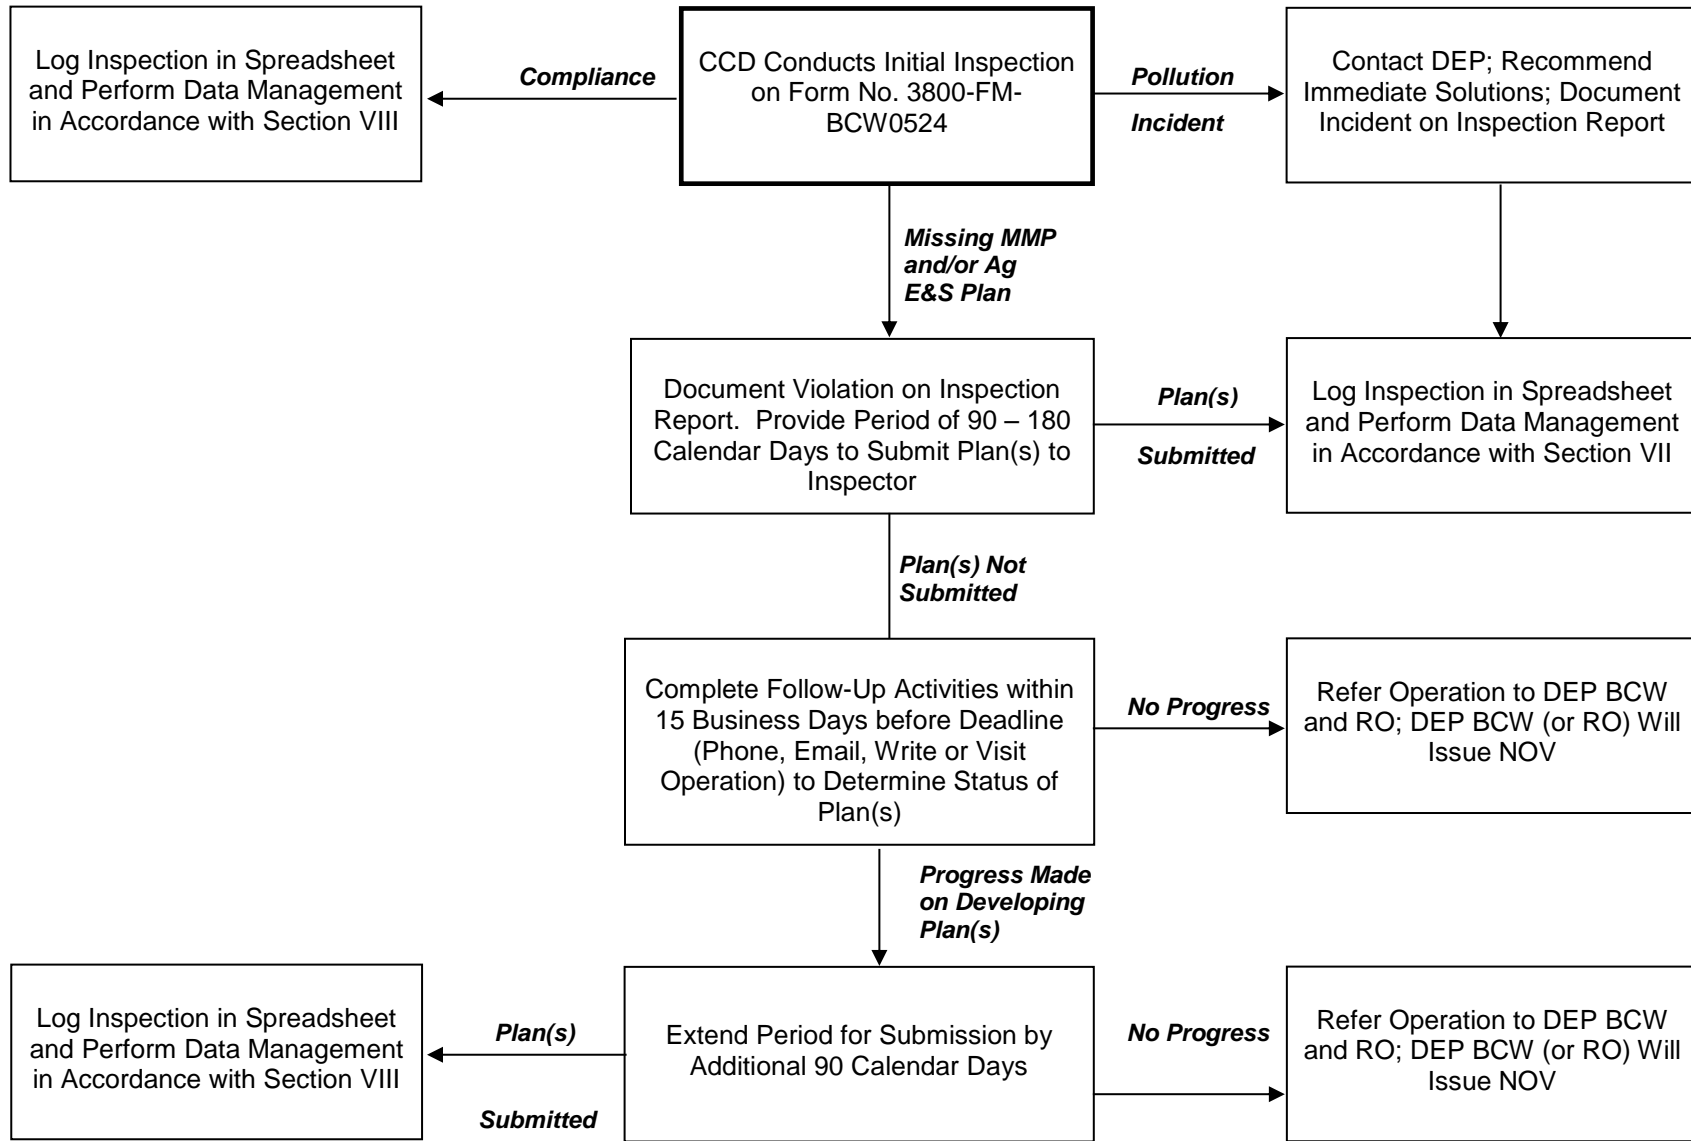 Log Inspection in Spreadsheet
and Perform Data Management
in Accordance with Section VIII
Compliance
CCD Conducts Initial Inspection
on Form No. 3800-FM-
BCW0524
Pollution
Incident
Contact DEP; Recommend
Immediate Solutions; Document
Incident on Inspection Report
Missing MMP
and/or Ag
E&S Plan
Document Violation on Inspection
Report.  Provide Period of 90 – 180
Calendar Days to Submit Plan(s) to
Inspector
Plan(s)
Submitted
Log Inspection in Spreadsheet
and Perform Data Management
in Accordance with Section VII
Plan(s) Not
Submitted
Complete Follow-Up Activities within
15 Business Days before Deadline
(Phone, Email, Write or Visit
Operation) to Determine Status of
Plan(s)
No Progress
Refer Operation to DEP BCW
and RO; DEP BCW (or RO) Will
Issue NOV
Progress Made
on Developing
Plan(s)
Log Inspection in Spreadsheet
and Perform Data Management
in Accordance with Section VIII
Plan(s)
Submitted
Extend Period for Submission by
Additional 90 Calendar Days
No Progress
Refer Operation to DEP BCW
and RO; DEP BCW (or RO) Will
Issue NOV